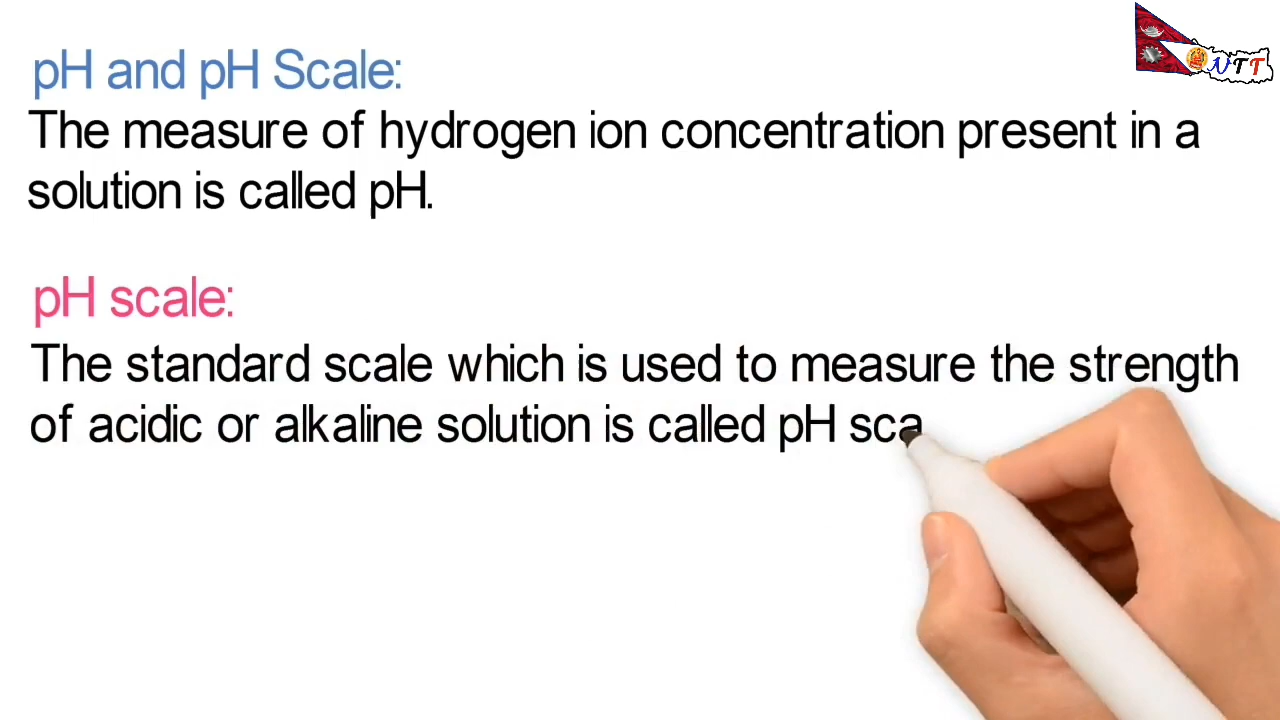 pH and pH Scale:
The measure of hydrogen ion concentration present in a
solution is called pH.
pH scale:
The standard scale which is used to measure the strength
of acidic or alkaline solution is called pH sca
NTT